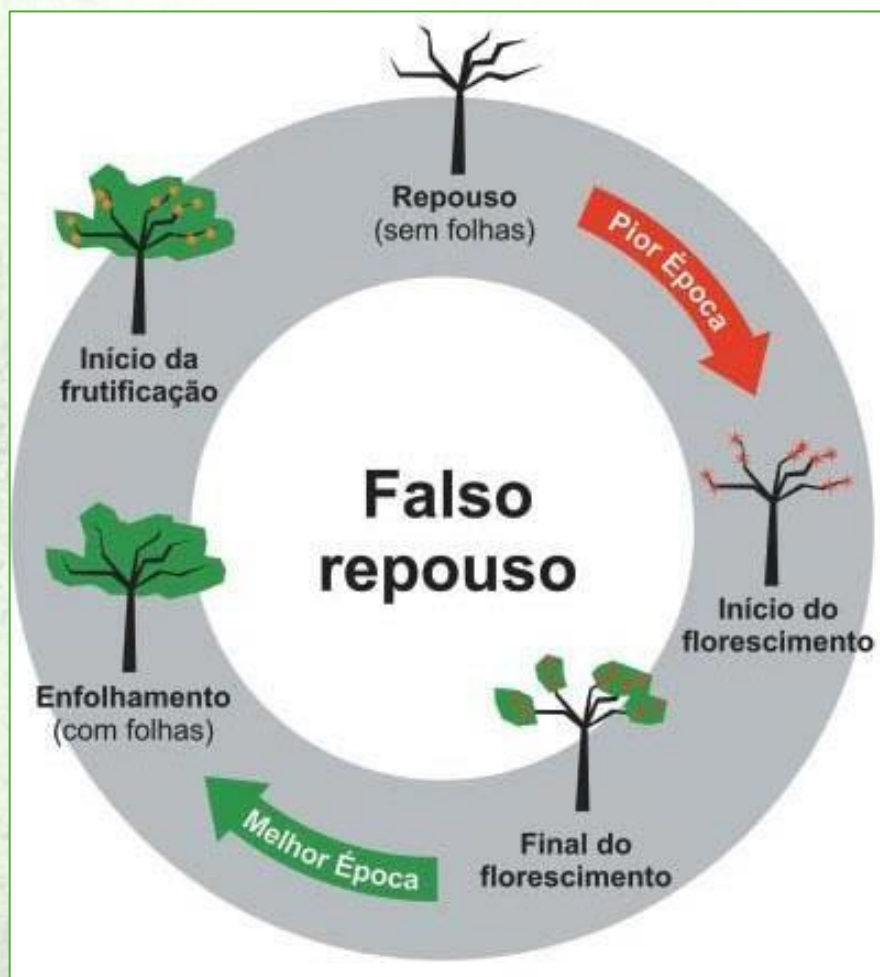 Repouso
(sem folhas)
Pior Época
Início do
florescimento
Final do
florescimento
Melhor Época
Enfolhamento
(com folhas)
Início da
frutificação
Falso
repouso